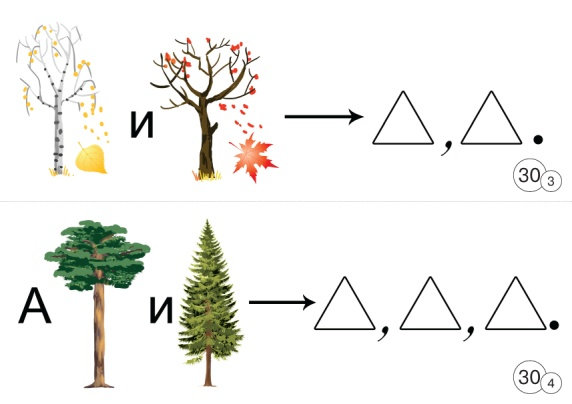 и , .
30 3
А и , , .
30 4